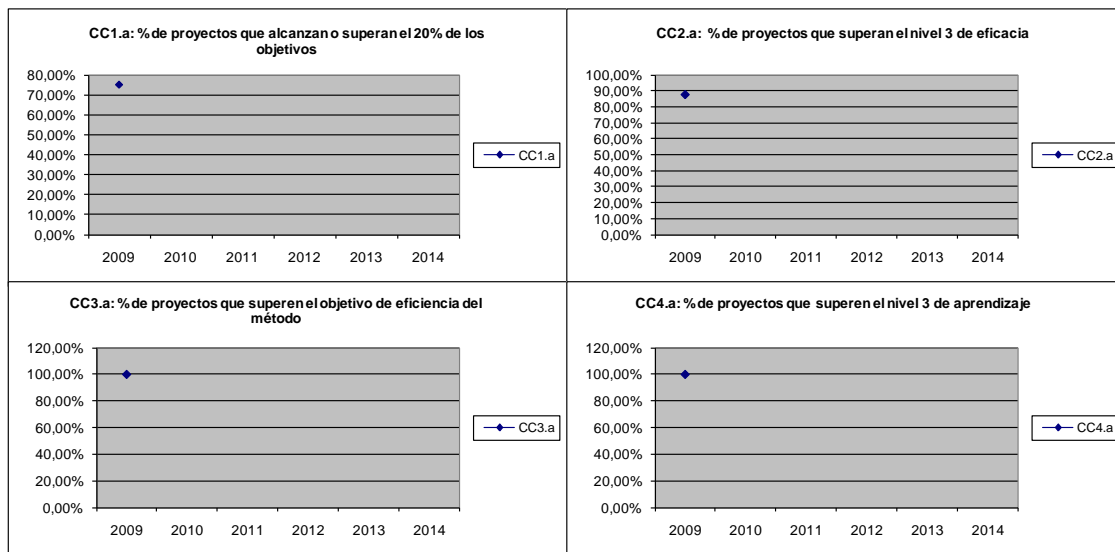 CC1.a: % de proyectos que alcanzan o superan el 20% de los
objetivos
80,00%
70,00%
60,00%
50,00%
40,00%
30,00%
20,00%
10,00%
0,00%
2009 2010 2011 2012 2013 2014
CC1.a
CC2.a: % de proyectos que superan el nivel 3 de eficacia
100,00%
90,00%
80,00%
70,00%
60,00%
50,00%
40,00%
30,00%
20,00%
10,00%
0,00%
2009 2010 2011 2012 2013 2014
CC2.a
CC3.a: % de proyectos que superen el objetivo de eficiencia del
método
120,00%
100,00%
80,00%
60,00%
40,00%
20,00%
0,00%
2009 2010 2011 2012 2013 2014
CC3.a
CC4.a: % de proyectos que superen el nivel 3 de aprendizaje
120,00%
100,00%
80,00%
60,00%
40,00%
20,00%
0,00%
2009 2010 2011 2012 2013 2014
CC4.a